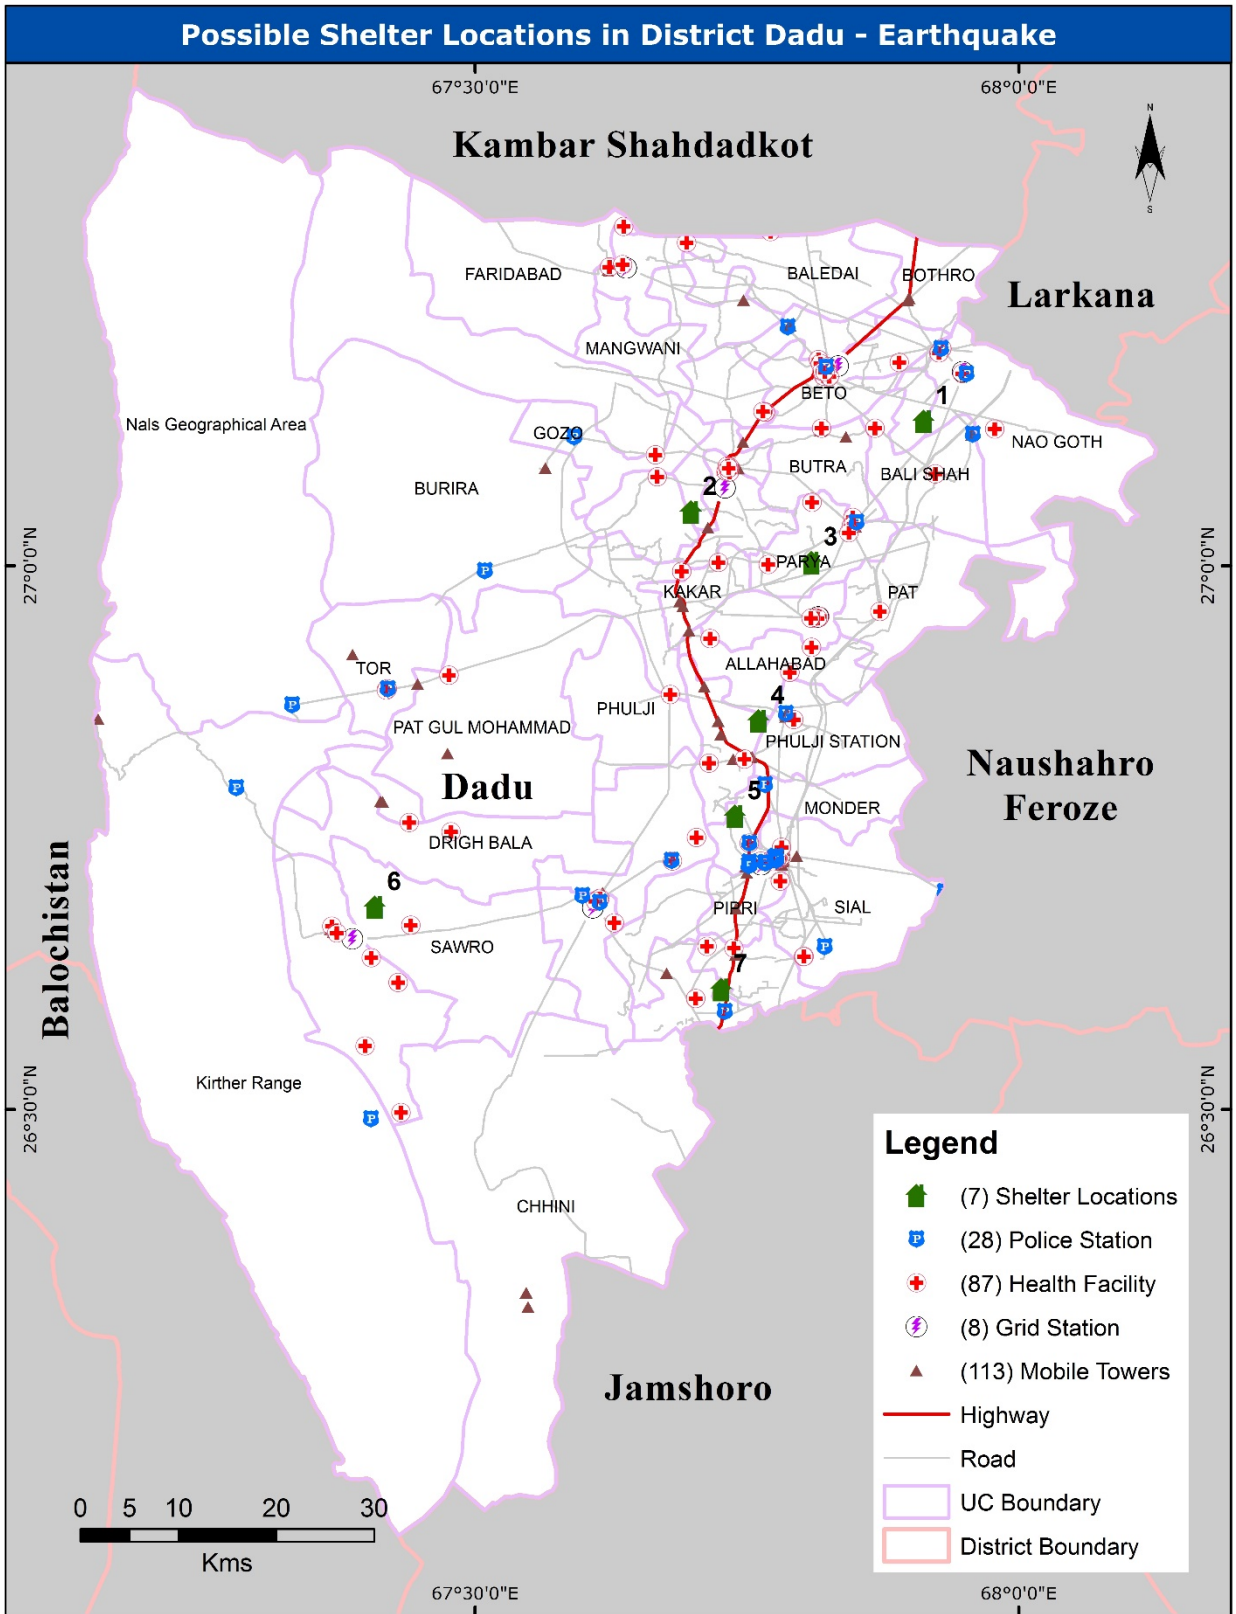 Possible Shelter Locations in District Dadu - Earthquake
67°30'0"E
68°0'0"E
N
S
Kambar Shahdadkot
Larkana
FARIDABAD
BALEDAI
BOTHRO
MANGWANI
BETO
1
Nals Geographical Area
GOZO
NAO GOTH
BUTRA
BALI SHAH
BURIRA
2
3
27°0'0"N
27°0'0"N
PARYA
KAKAR
PAT
TOR
ALLAHABAD
4
PHULJI
PAT GUL MOHAMMAD
PHULJI STATION
Dadu
Naushahro
Feroze
5
MONDER
DRIGH BALA
6
PIPRI
SIAL
SAWRO
7
Balochistan
Kirther Range
26°30'0"N
26°30'0"N
CHHINI
Jamshoro
Legend
(7) Shelter Locations
P
(28) Police Station
(87) Health Facility
(8) Grid Station
(113) Mobile Towers
Highway
Road
UC Boundary
District Boundary
0 5 10 20 30
Kms
67°30'0"E
68°0'0"E